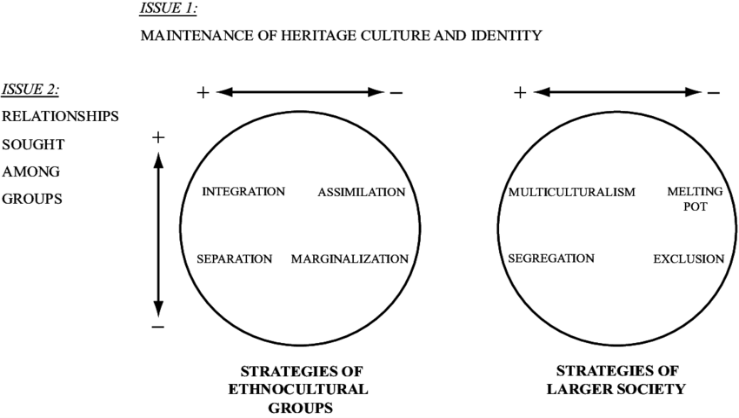 ISSUE 1:
MAINTENANCE OF HERITAGE CULTURE AND IDENTITY
ISSUE 2:
RELATIONSHIPS
SOUGHT
AMONG
GROUPS
+ −
+ −
+
−
INTEGRATION ASSIMILATION
SEPARATION MARGINALIZATION
MULTICULTURALISM MELTING
POT
SEGREGATION EXCLUSION
STRATEGIES OF
ETHNOCULTURAL
GROUPS
STRATEGIES OF
LARGER SOCIETY